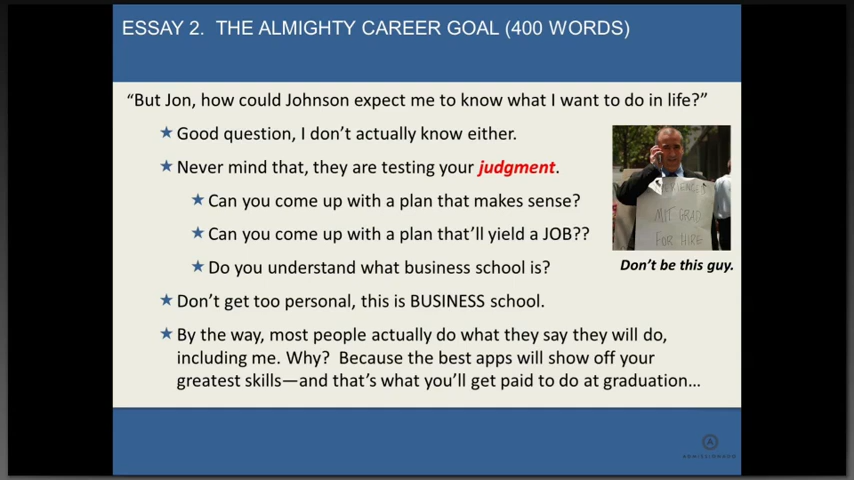 ESSAY 2.  THE ALMIGHTY CAREER GOAL (400 WORDS)
“But Jon, how could Johnson expect me to know what I want to do in life?”
★ Good question, I don’t actually know either.
★ Never mind that, they are testing your judgment.
★ Can you come up with a plan that makes sense?
★ Can you come up with a plan that’ll yield a JOB??
★ Do you understand what business school is?
★ Don’t get too personal, this is BUSINESS school.
★ By the way, most people actually do what they say they will do,
including me. Why?  Because the best apps will show off your
greatest skills—and that’s what you’ll get paid to do at graduation…
MIT GRAD
FOR HIRE
Don’t be this guy.
ADMISSIONADO